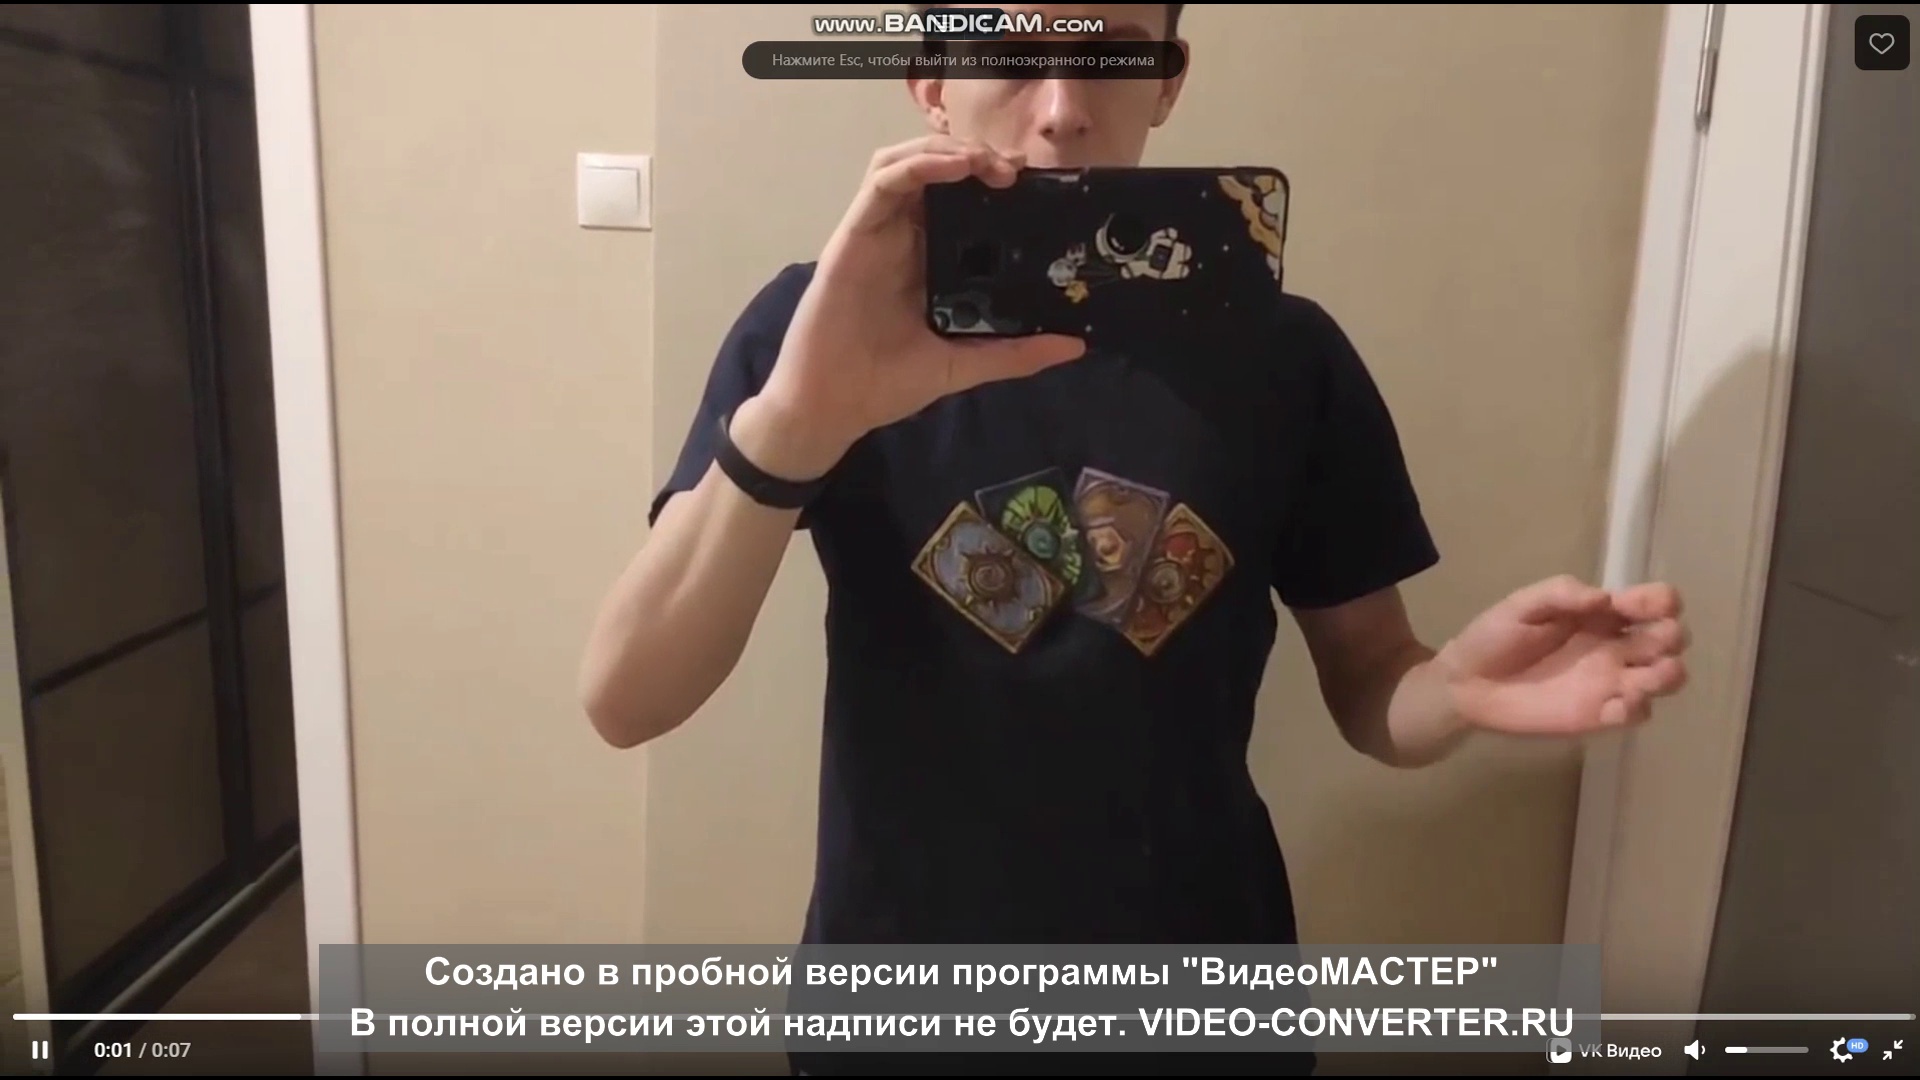 www.BANDICAM.com
Нажмите Esc, чтобы выйти из полноэкранного режима
Создано в пробной версии программы "ВидеоМАСТЕР"
В полной версии этой надписи не будет. VIDEO-CONVERTER.RU
0:01 / 0:07
VK Видео
HD